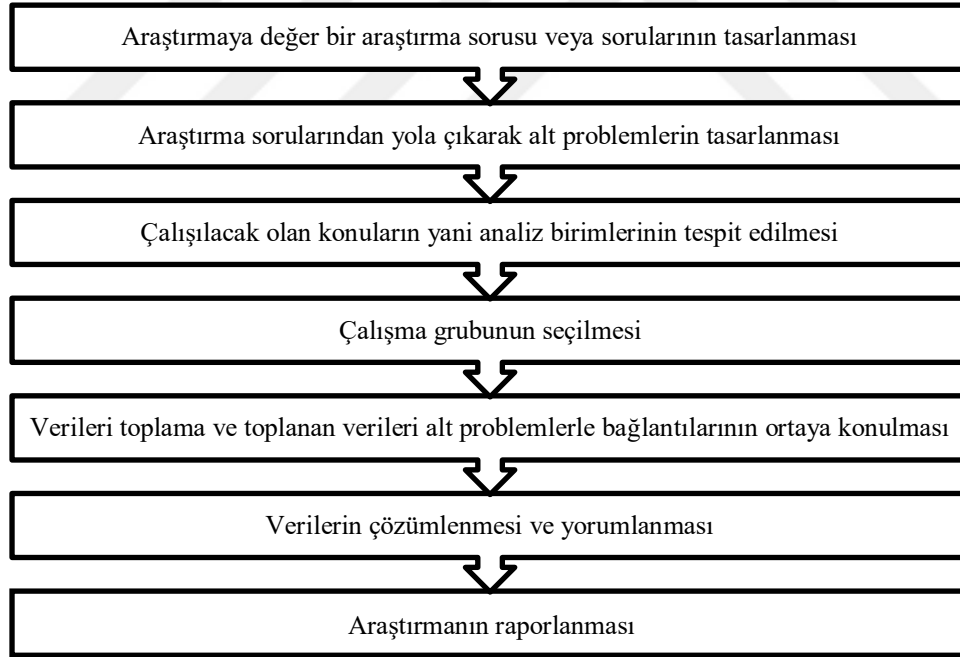 Araştırmaya değer bir araştırma sorusu veya sorularının tasarlanması
Araştırma sorularından yola çıkarak alt problemlerin tasarlanması
Çalışılacak olan konuların yani analiz birimlerinin tespit edilmesi
Çalışma grubunun seçilmesi
Verileri toplama ve toplanan verileri alt problemlerle bağlantılarının ortaya konulması
Verilerin çözümlenmesi ve yorumlanması
Araştırmanın raporlanması